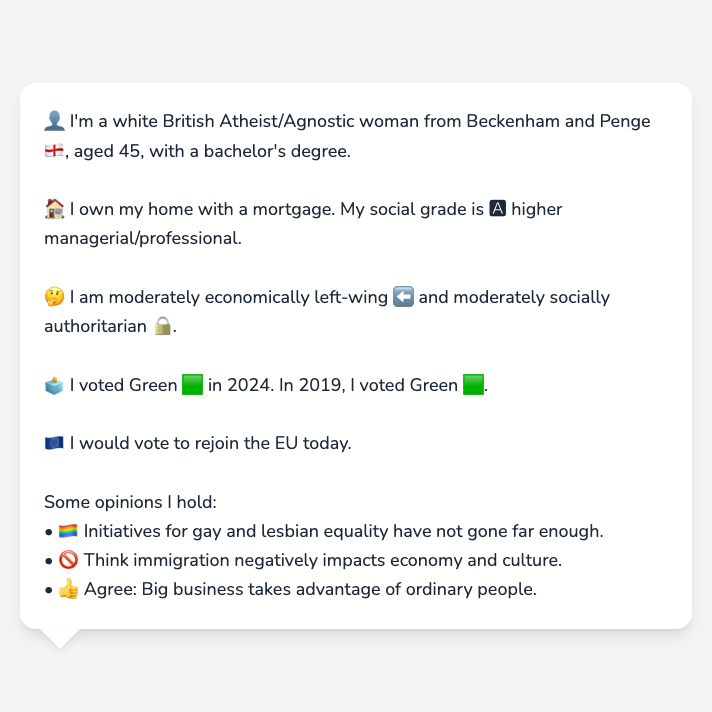 👤 I'm a white British Atheist/Agnostic woman from Beckenham and Penge
🏴󠁧󠁢󠁥󠁮󠁧󠁿, aged 45, with a bachelor's degree.
🏠 I own my home with a mortgage. My social grade is 🅰 higher
managerial/professional.
🤔 I am moderately economically left-wing ⬅️ and moderately socially
authoritarian 🔒.
🗳️ I voted Green 🟩 in 2024. In 2019, I voted Green 🟩.
🇪🇺 I would vote to rejoin the EU today.
Some opinions I hold:
• 🏳️‍🌈 Initiatives for gay and lesbian equality have not gone far enough.
• 🚫 Think immigration negatively impacts economy and culture.
• 👍 Agree: Big business takes advantage of ordinary people.